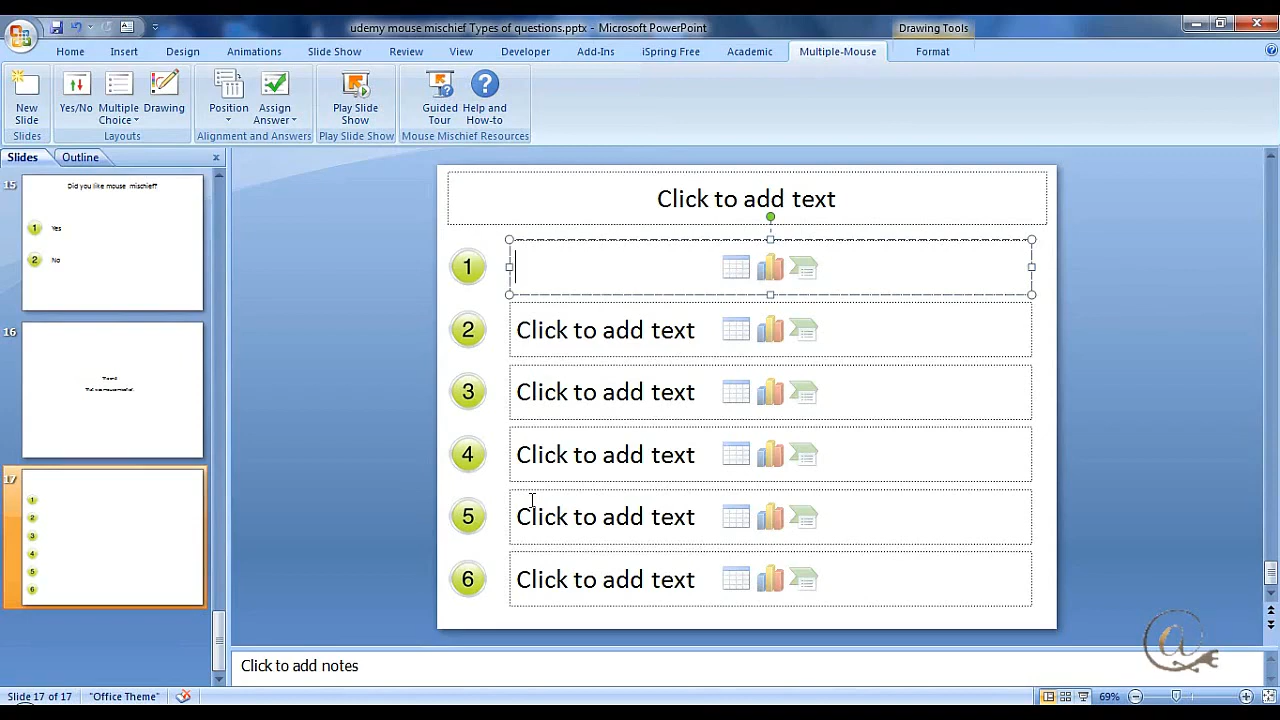 udemy mouse mischief Types of questions.pptx - Microsoft PowerPoint
Drawing Tools
Home Insert Design Slide Show Animations Review View Developer Add-Ins iSpring Free Academic Multiple-Mouse Format
New Slide
Yes/No
Multiple Choice
Drawing
Position
Assign Answer
Play Slide Show
Guided Tour
Help and How-to
Slides
Layouts
Alignment and Answers
Play Slide Show
Mouse Mischief Resources
Slides Outline
15
Did you like mouse mischief?
1 Yes
2 No
16
17
1
2
3
4
5
6
Click to add text
1
2 Click to add text
3 Click to add text
4 Click to add text
5 Click to add text
6 Click to add text
Click to add notes
Slide 17 of 17 "Office Theme" 69%